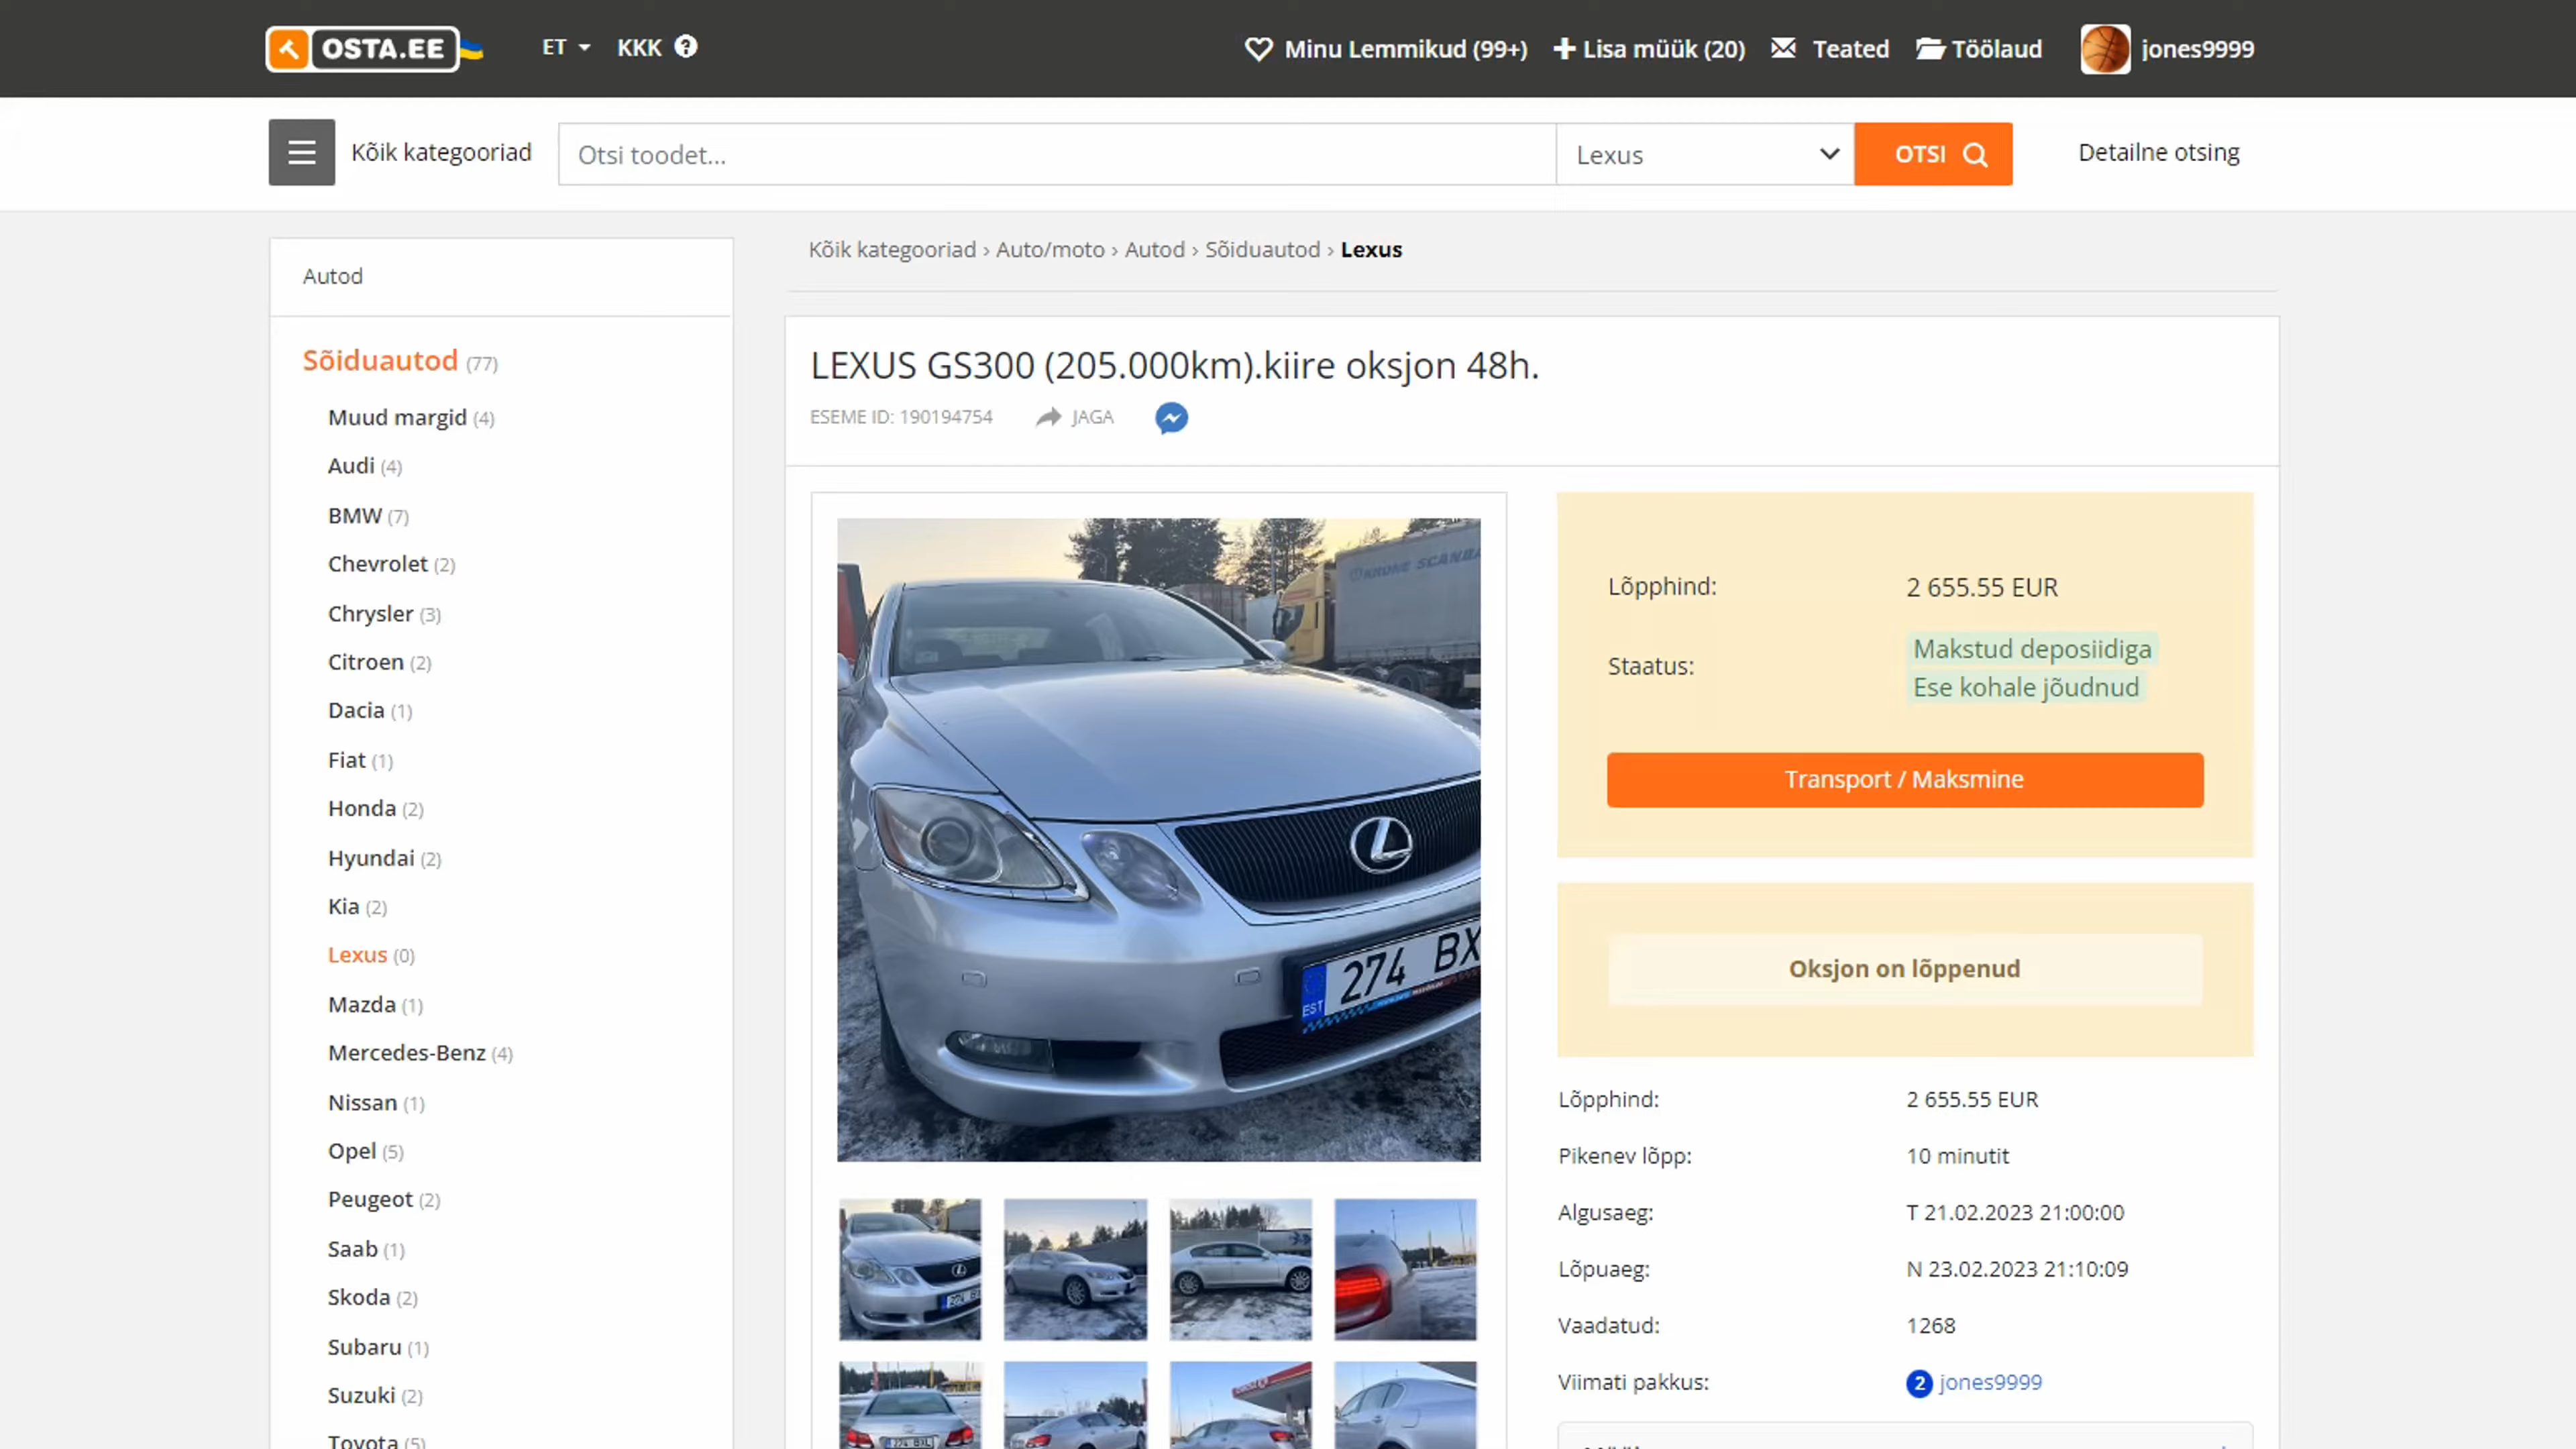 OSTA.EE
ET
KKK
Minu Lemmikud (99+)
Lisa müük (20)
Teated
Töölaud
jones9999
Kõik kategooriad
Otsi toodet...
Lexus
OTSI
Detailne otsing
Autod
Sõiduautod (77)
Muud margid (4)
Audi (4)
BMW (7)
Chevrolet (2)
Chrysler (3)
Citroen (2)
Dacia (1)
Fiat (1)
Honda (2)
Hyundai (2)
Kia (2)
Lexus (0)
Mazda (1)
Mercedes-Benz (4)
Nissan (1)
Opel (5)
Peugeot (2)
Saab (1)
Skoda (2)
Subaru (1)
Suzuki (2)
Toyota (5)
Kõik kategooriad › Auto/moto › Autod › Sõiduautod › Lexus
LEXUS GS300 (205.000km).kiire oksjon 48h.
ESEME ID: 190194754
JAGA
KRONE SCANBA
EST 274 BX
Lõpphind: 2 655.55 EUR
Staatus: Makstud deposiidiga
Ese kohale jõudnud
Transport / Maksmine
Oksjon on lõppenud
Lõpphind: 2 655.55 EUR
Pikenev lõpp: 10 minutit
Algusaeg: T 21.02.2023 21:00:00
Lõpuaeg: N 23.02.2023 21:10:09
Vaadatud: 1268
Viimati pakkus: 2 jones9999